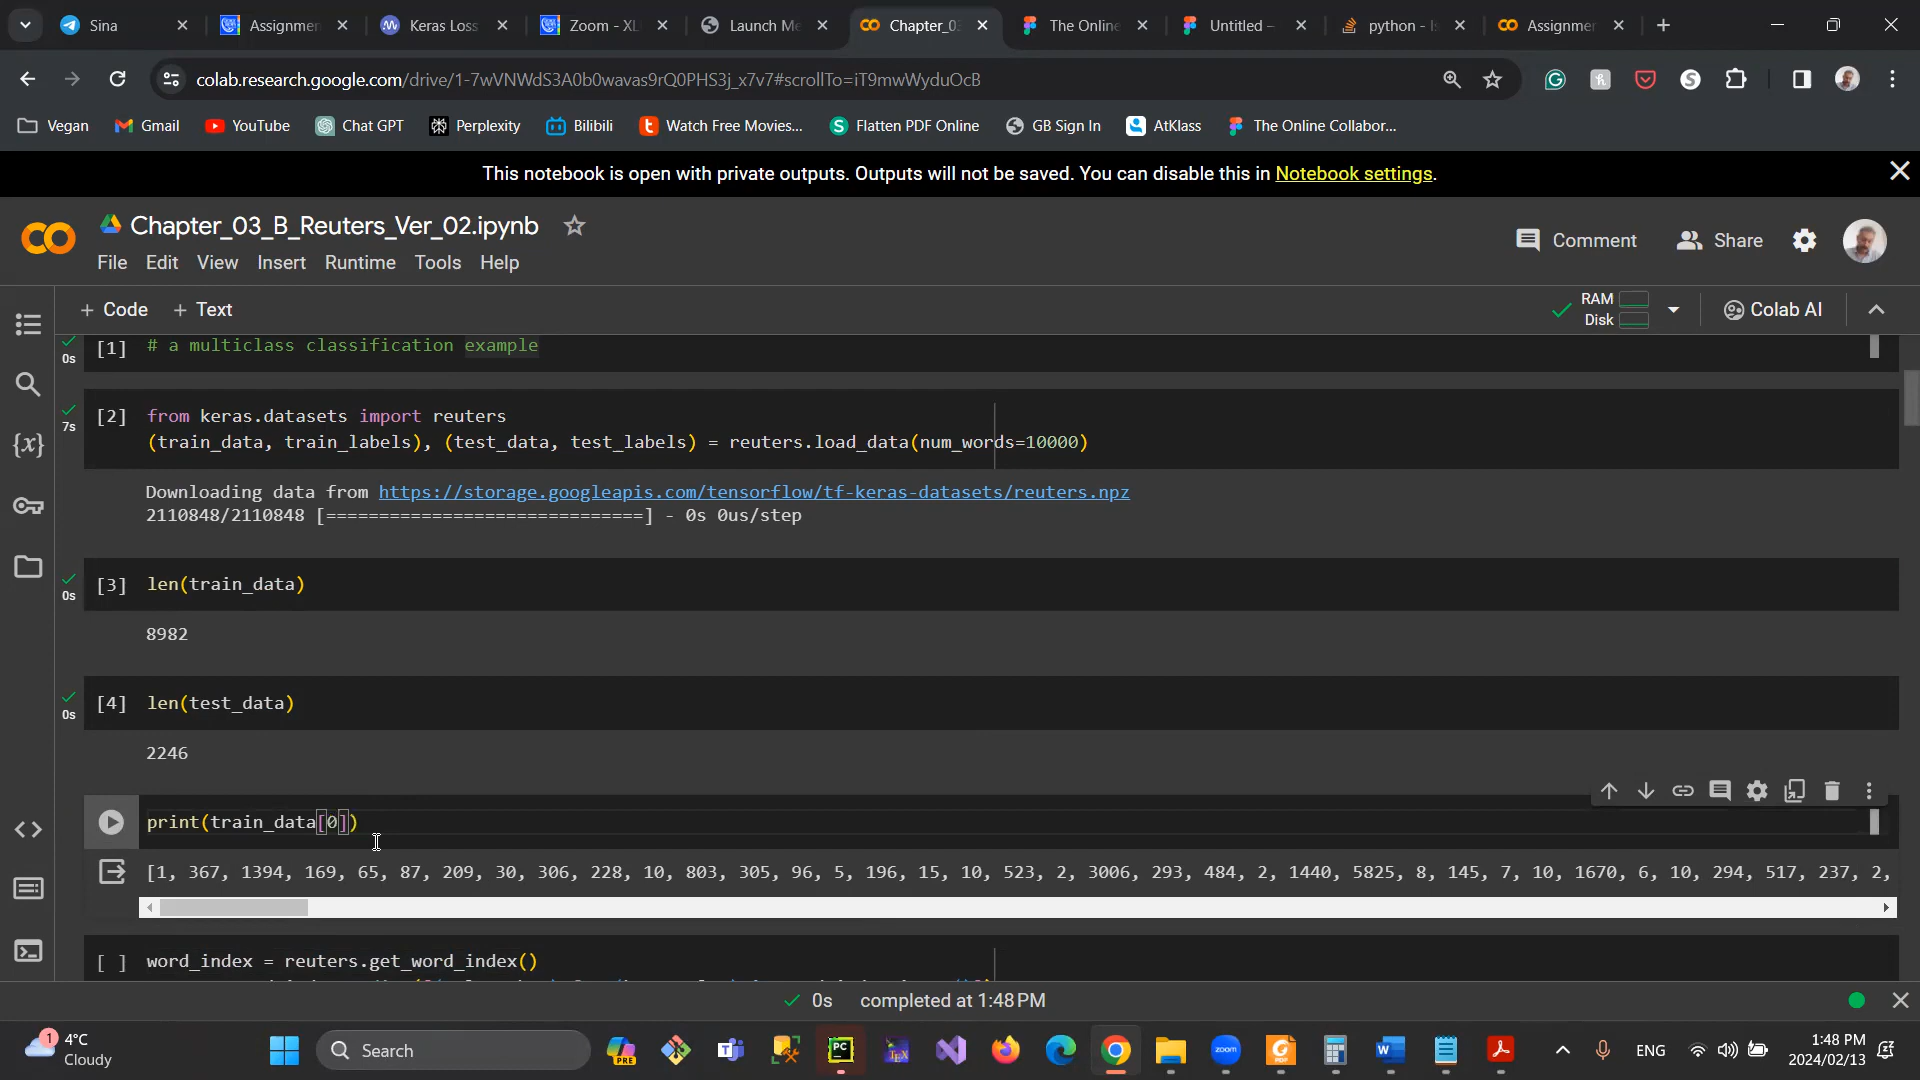 Sina
Assignmen
Keras Loss
Zoom - XL
Launch Me
Chapter_0
The Online
Untitled –
python - Is
Assignmen
colab.research.google.com/drive/1-7wVNWdS3A0b0wavas9rQ0PHS3j_x7v7#scrollTo=iT9mwWyduOcB
Vegan
Gmail
YouTube
Chat GPT
Perplexity
Bilibili
Watch Free Movies...
Flatten PDF Online
GB Sign In
AtKlass
The Online Collabor...
This notebook is open with private outputs. Outputs will not be saved. You can disable this in Notebook settings.
Chapter_03_B_Reuters_Ver_02.ipynb
Comment
Share
File Edit View Insert Runtime Tools Help
+ Code + Text
RAM
Disk
Colab AI
0s
[1] # a multiclass classification example
7s
[2] from keras.datasets import reuters
(train_data, train_labels), (test_data, test_labels) = reuters.load_data(num_words=10000)
Downloading data from https://storage.googleapis.com/tensorflow/tf-keras-datasets/reuters.npz
2110848/2110848 [==============================] - 0s 0us/step
0s
[3] len(train_data)
8982
0s
[4] len(test_data)
2246
print(train_data[0])
[1, 367, 1394, 169, 65, 87, 209, 30, 306, 228, 10, 803, 305, 96, 5, 196, 15, 10, 523, 2, 3006, 293, 484, 2, 1440, 5825, 8, 145, 7, 10, 1670, 6, 10, 294, 517, 237, 2,
[ ] word_index = reuters.get_word_index()
0s completed at 1:48 PM
1
4°C
Cloudy
Search
PRE
PC
TEX
zoom
ENG
1:48 PM
2024/02/13